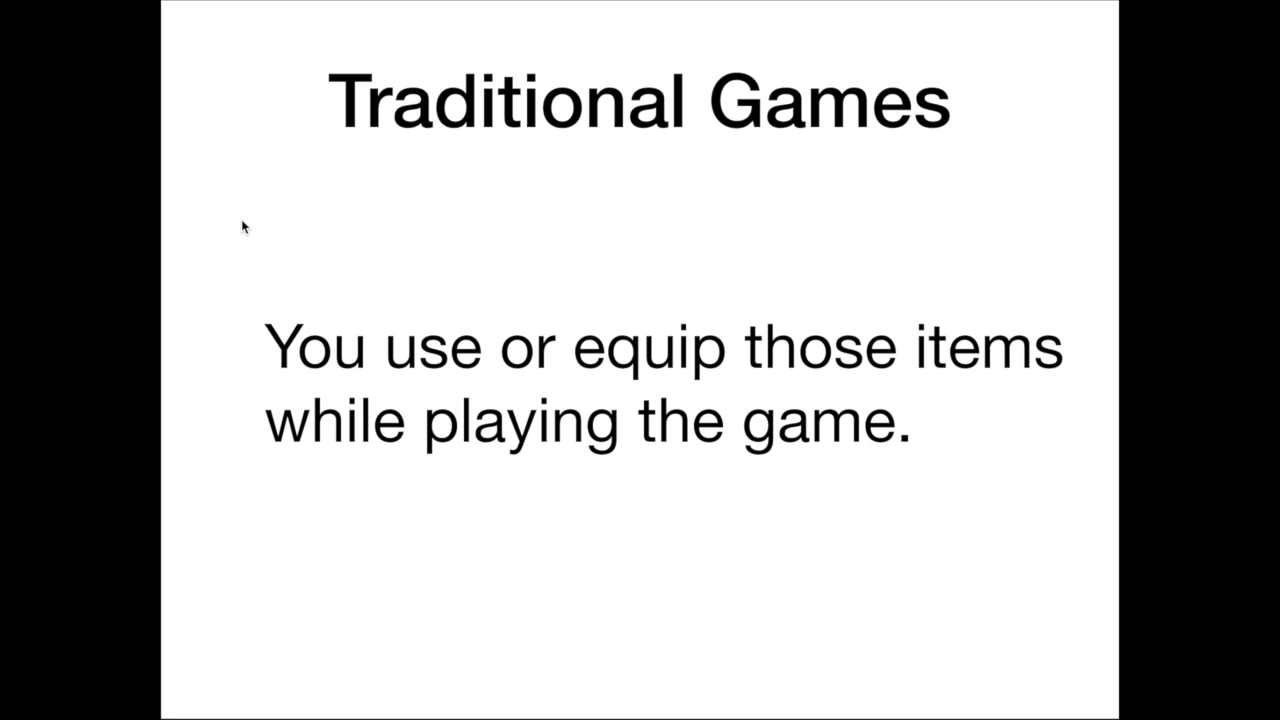 Traditional Games
You use or equip those items
while playing the game.